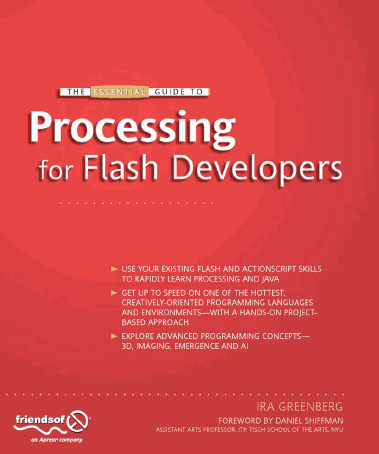 THE ESSENTIAL GUIDE TO
Processing
for Flash Developers
USE YOUR EXISTING FLASH AND ACTIONSCRIPT SKILLS
TO RAPIDLY LEARN PROCESSING AND JAVA
GET UP TO SPEED ON ONE OF THE HOTTEST,
CREATIVELY-ORIENTED PROGRAMMING LANGUAGES
AND ENVIRONMENTS—WITH A HANDS-ON PROJECT-
BASED APPROACH
EXPLORE ADVANCED PROGRAMMING CONCEPTS—
3D, IMAGING, EMERGENCE AND AI
IRA GREENBERG
FOREWORD BY DANIEL SHIFFMAN
ASSISTANT ARTS PROFESSOR, ITP, TISCH SCHOOL OF THE ARTS, NYU
friendsof
an Apress company